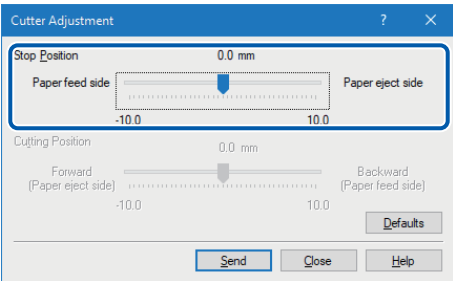 Cutter Adjustment ? ×
Stop Position 0.0 mm
Paper feed side Paper eject side
-10.0 10.0
Cutting Position 0.0 mm
Forward Backward
(Paper eject side) (Paper feed side)
-10.0 10.0
Defaults
Send Close Help